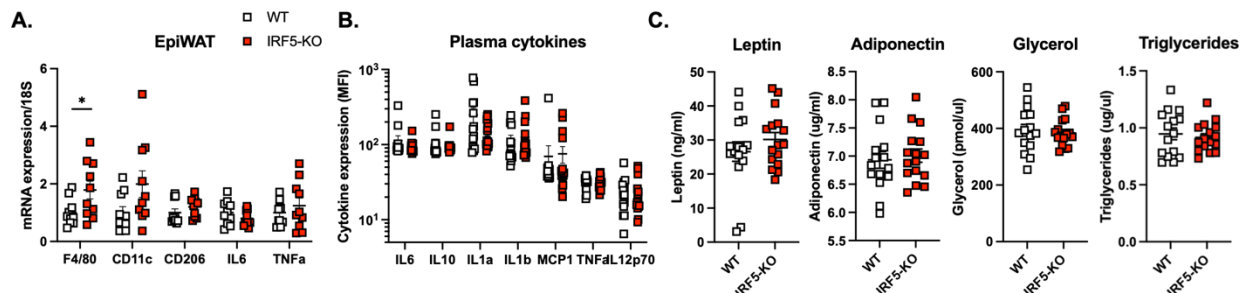 A.
WT
IRF5-KO
EpiWAT
mRNA expression/18S
6
4
2
0
*
F4/80 CD11c CD206 IL6 TNFa
B.
Plasma cytokines
Cytokine expression (MFI)
10³
10²
10¹
IL6 IL10 IL1a IL1b MCP1 TNFa IL12p70
C.
Leptin
Leptin (ng/ml)
50
40
30
20
10
0
WT
IRF5-KO
Adiponectin
Adiponectin (ug/ml)
8.5
8.0
7.5
7.0
6.5
6.0
5.5
WT
IRF5-KO
Glycerol
Glycerol (pmol/ul)
600
400
200
0
WT
IRF5-KO
Triglycerides
Triglycerides (ug/ul)
1.5
1.0
0.5
0.0
WT
IRF5-KO